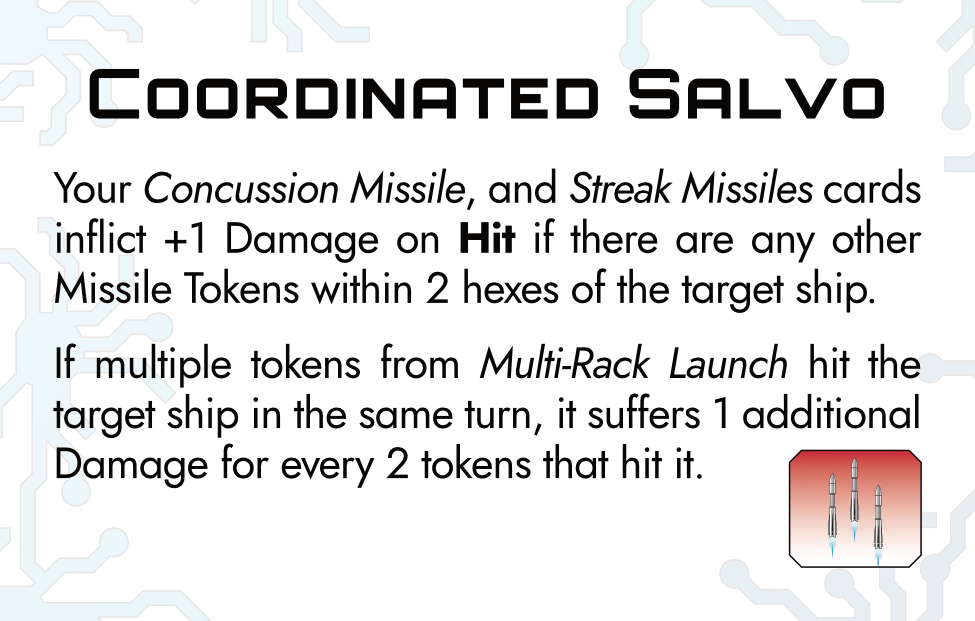 Coordinated Salvo
Your Concussion Missile, and Streak Missiles cards
inflict +1 Damage on Hit if there are any other
Missile Tokens within 2 hexes of the target ship.
If multiple tokens from Multi-Rack Launch hit the
target ship in the same turn, it suffers 1 additional
Damage for every 2 tokens that hit it.